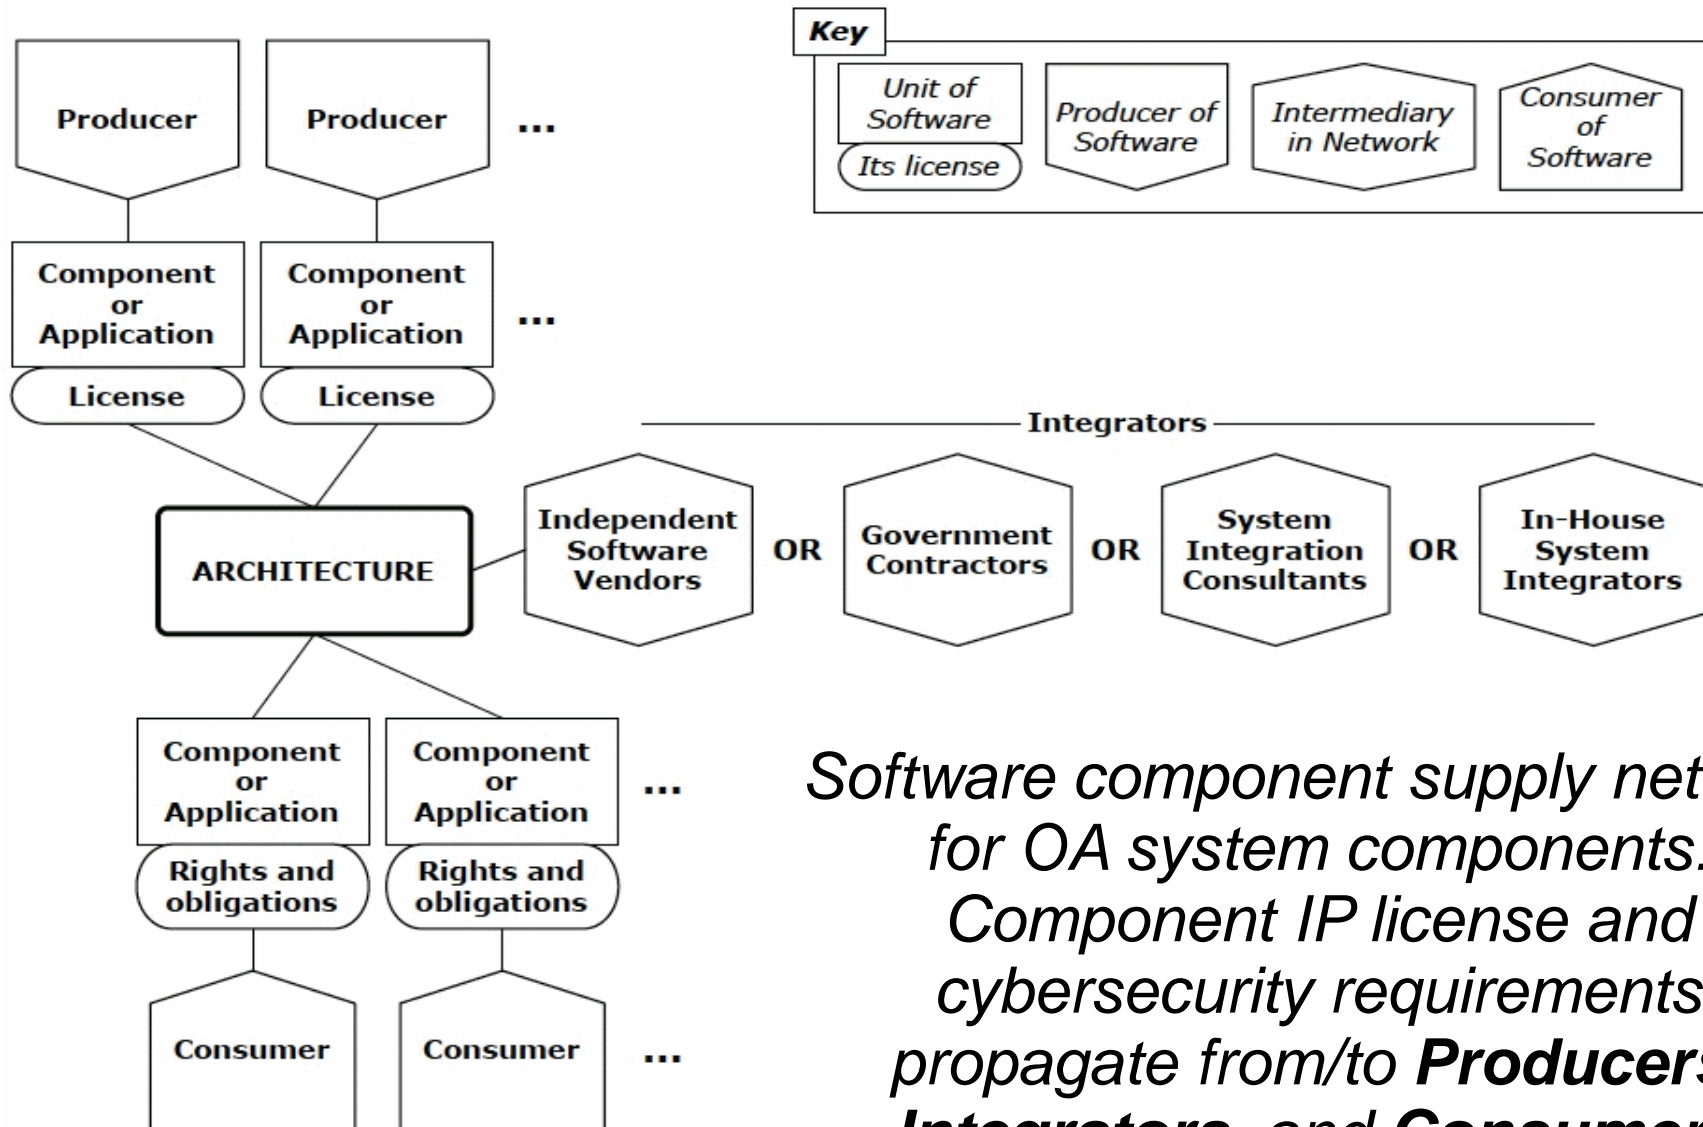 Key
Unit of
Software
Its license
Producer of
Software
Intermediary
in Network
Consumer
of
Software
Producer
Producer
...
Component
or
Application
Component
or
Application
...
License
License
Integrators
ARCHITECTURE
Independent
Software
Vendors
OR
Government
Contractors
OR
System
Integration
Consultants
OR
In-House
System
Integrators
Component
or
Application
Component
or
Application
...
Rights and
obligations
Rights and
obligations
Consumer
Consumer
...
Software component supply net
for OA system components.
Component IP license and
cybersecurity requirements
propagate from/to Producers
Integrators, and Consumer